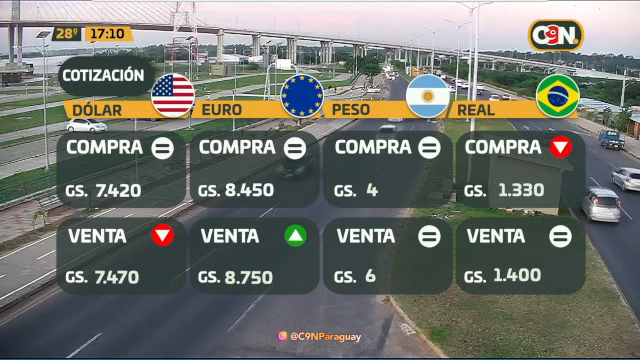 28º 17:10
C9N
COTIZACIÓN
DÓLAR EURO PESO REAL
COMPRA COMPRA COMPRA COMPRA
GS. 7.420 GS. 8.450 GS. 4 GS. 1.330
VENTA VENTA VENTA VENTA
GS. 7.470 GS. 8.750 GS. 6 GS. 1.400
@C9NParaguay